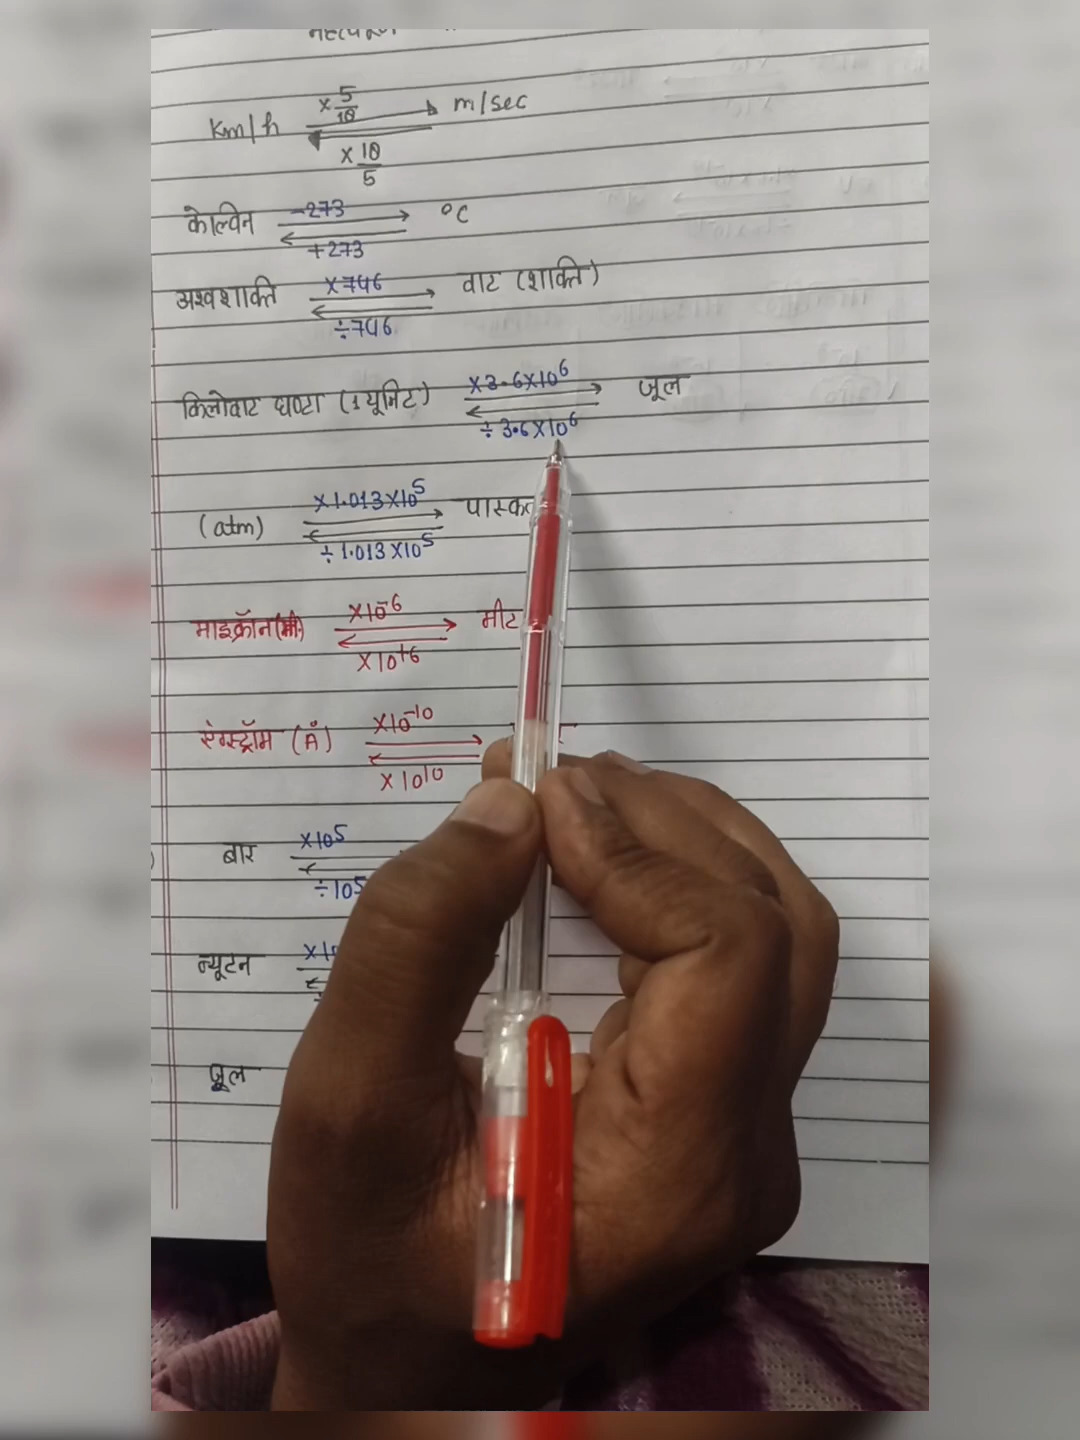 Km/h ×5/18 m/sec
×18/5
केल्विन -273 °C
+273
अश्वशक्ति ×746 वाट (शक्ति)
÷746
किलोवाट घण्टा (1 यूनिट) ×3.6×10⁶ जूल
÷3.6×10⁶
(atm) ×1.013×10⁵
÷1.013×10⁵
माइक्रॉन ×10⁻⁶
×10⁺⁶
एंग्स्ट्रॉम (Å) ×10⁻¹⁰
×10¹⁰
बार ×10⁵
÷10⁵
न्यूटन
जूल